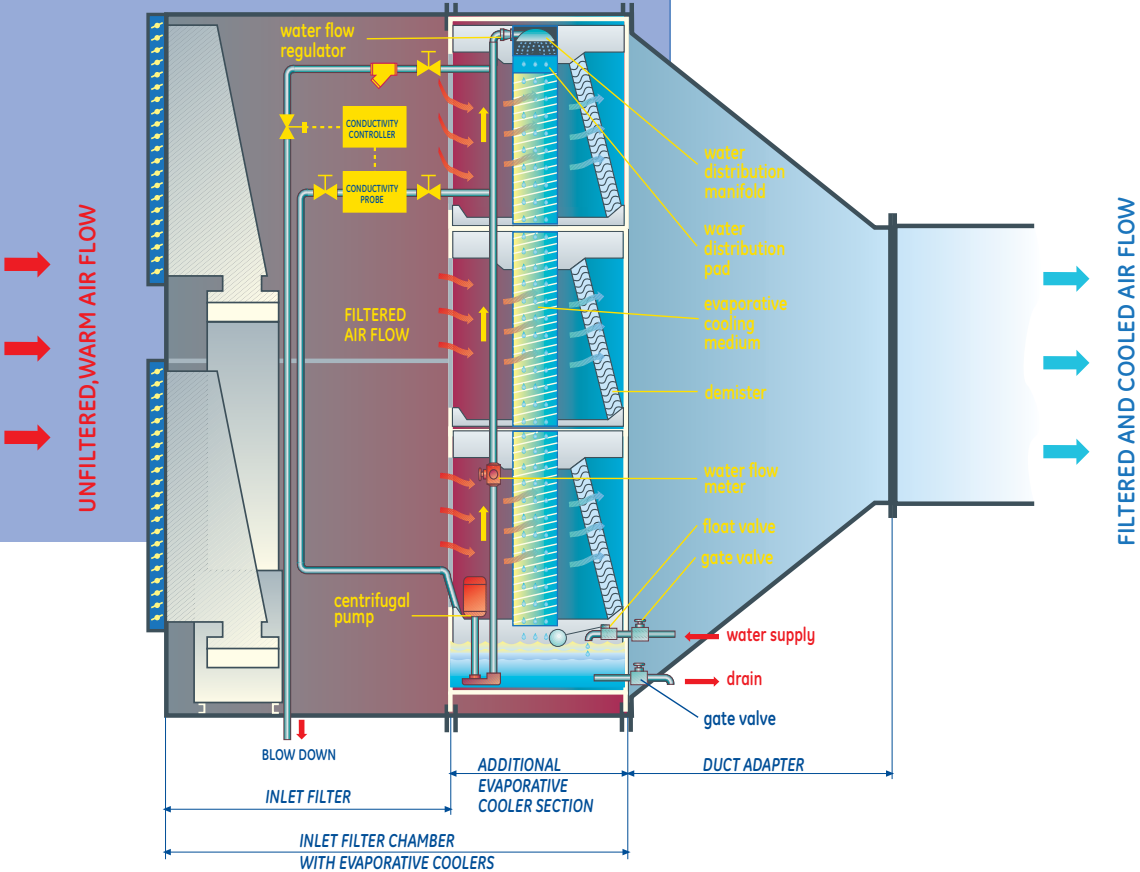 water flow
regulator
CONDUCTIVITY
CONTROLLER
CONDUCTIVITY
PROBE
water
distribution
manifold
water
distribution
pad
UNFILTERED,WARM AIR FLOW
FILTERED
AIR FLOW
evaporative
cooling
medium
FILTERED AND COOLED AIR FLOW
demister
water flow
meter
float valve
gate valve
centrifugal
pump
water supply
drain
gate valve
BLOW DOWN
INLET FILTER
ADDITIONAL
EVAPORATIVE
COOLER SECTION
DUCT ADAPTER
INLET FILTER CHAMBER
WITH EVAPORATIVE COOLERS